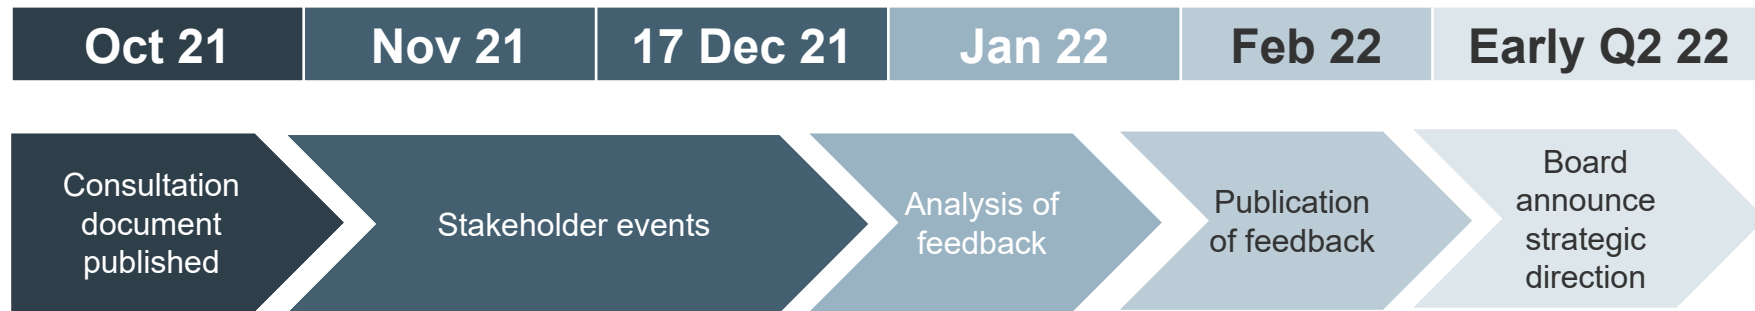 Oct 21
Nov 21
17 Dec 21
Jan 22
Feb 22
Early Q2 22
Consultation
document
published
Stakeholder events
Analysis of
feedback
Publication
of feedback
Board
announce
strategic
direction